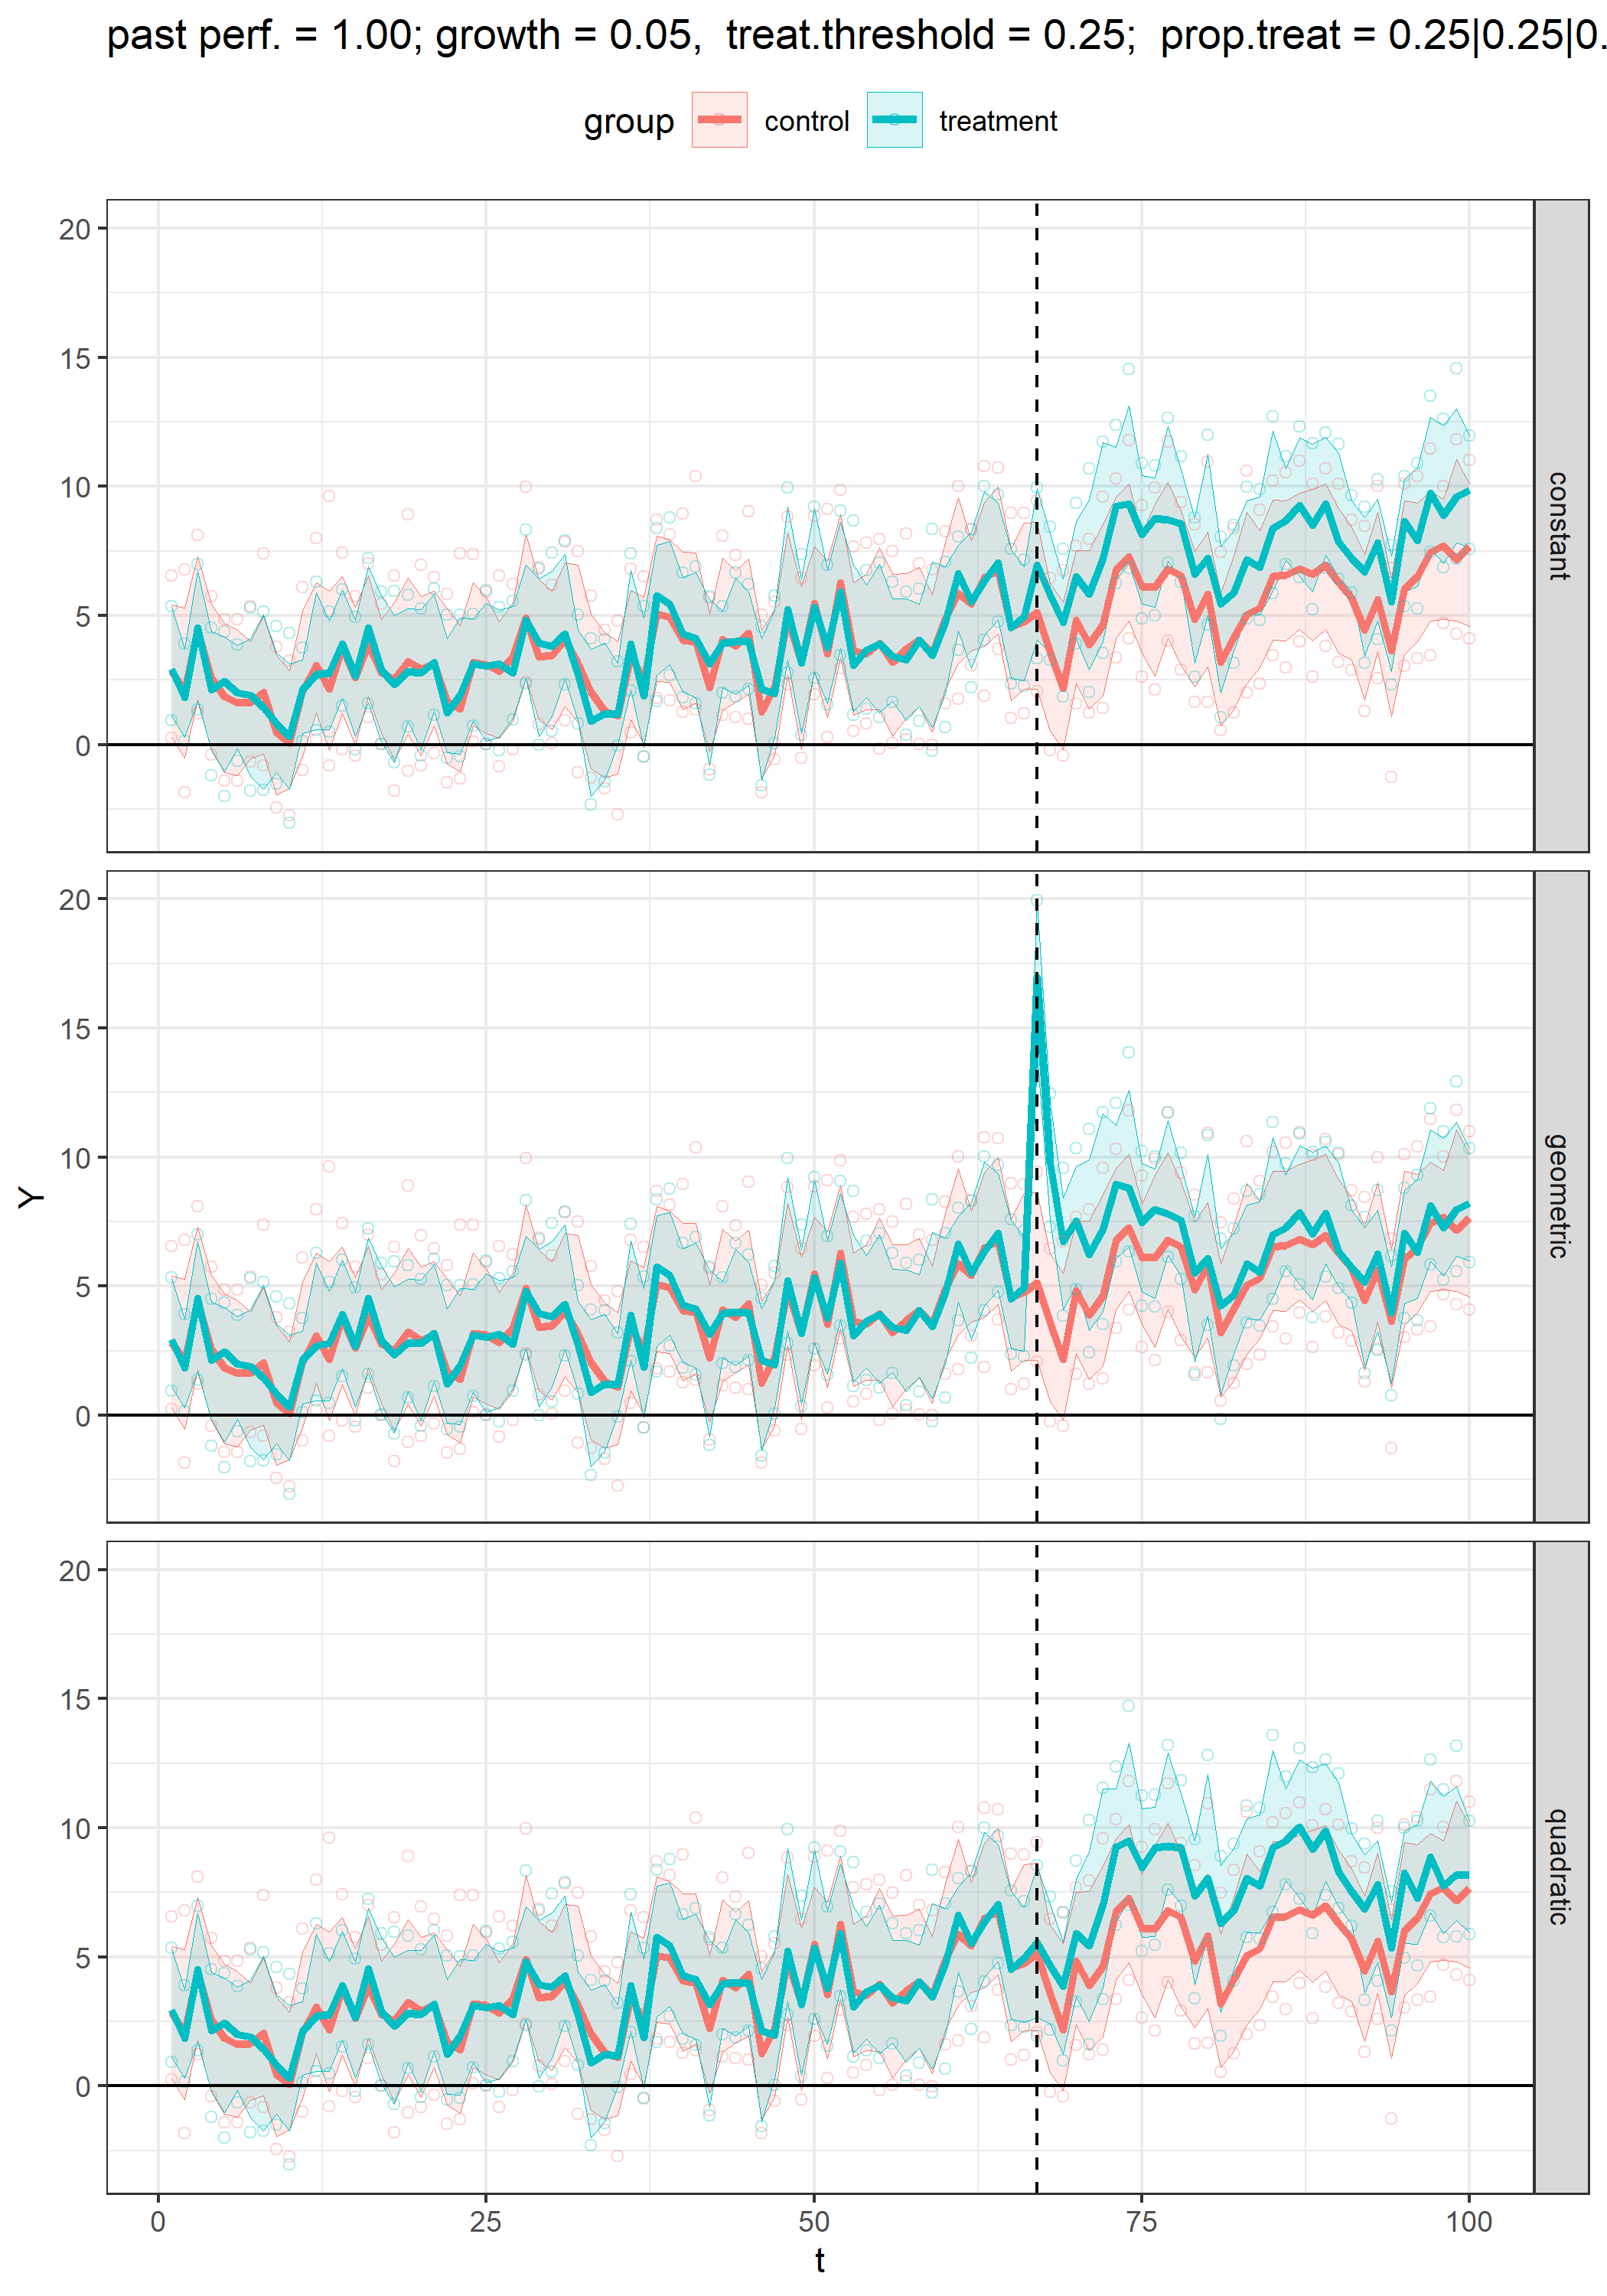 past perf. = 1.00; growth = 0.05,  treat.threshold = 0.25;  prop.treat = 0.25|0.25|0.
group control treatment
20
15
10
5
0
constant
Y
20
15
10
5
0
geometric
20
15
10
5
0
quadratic
0 25 50 75 100
t